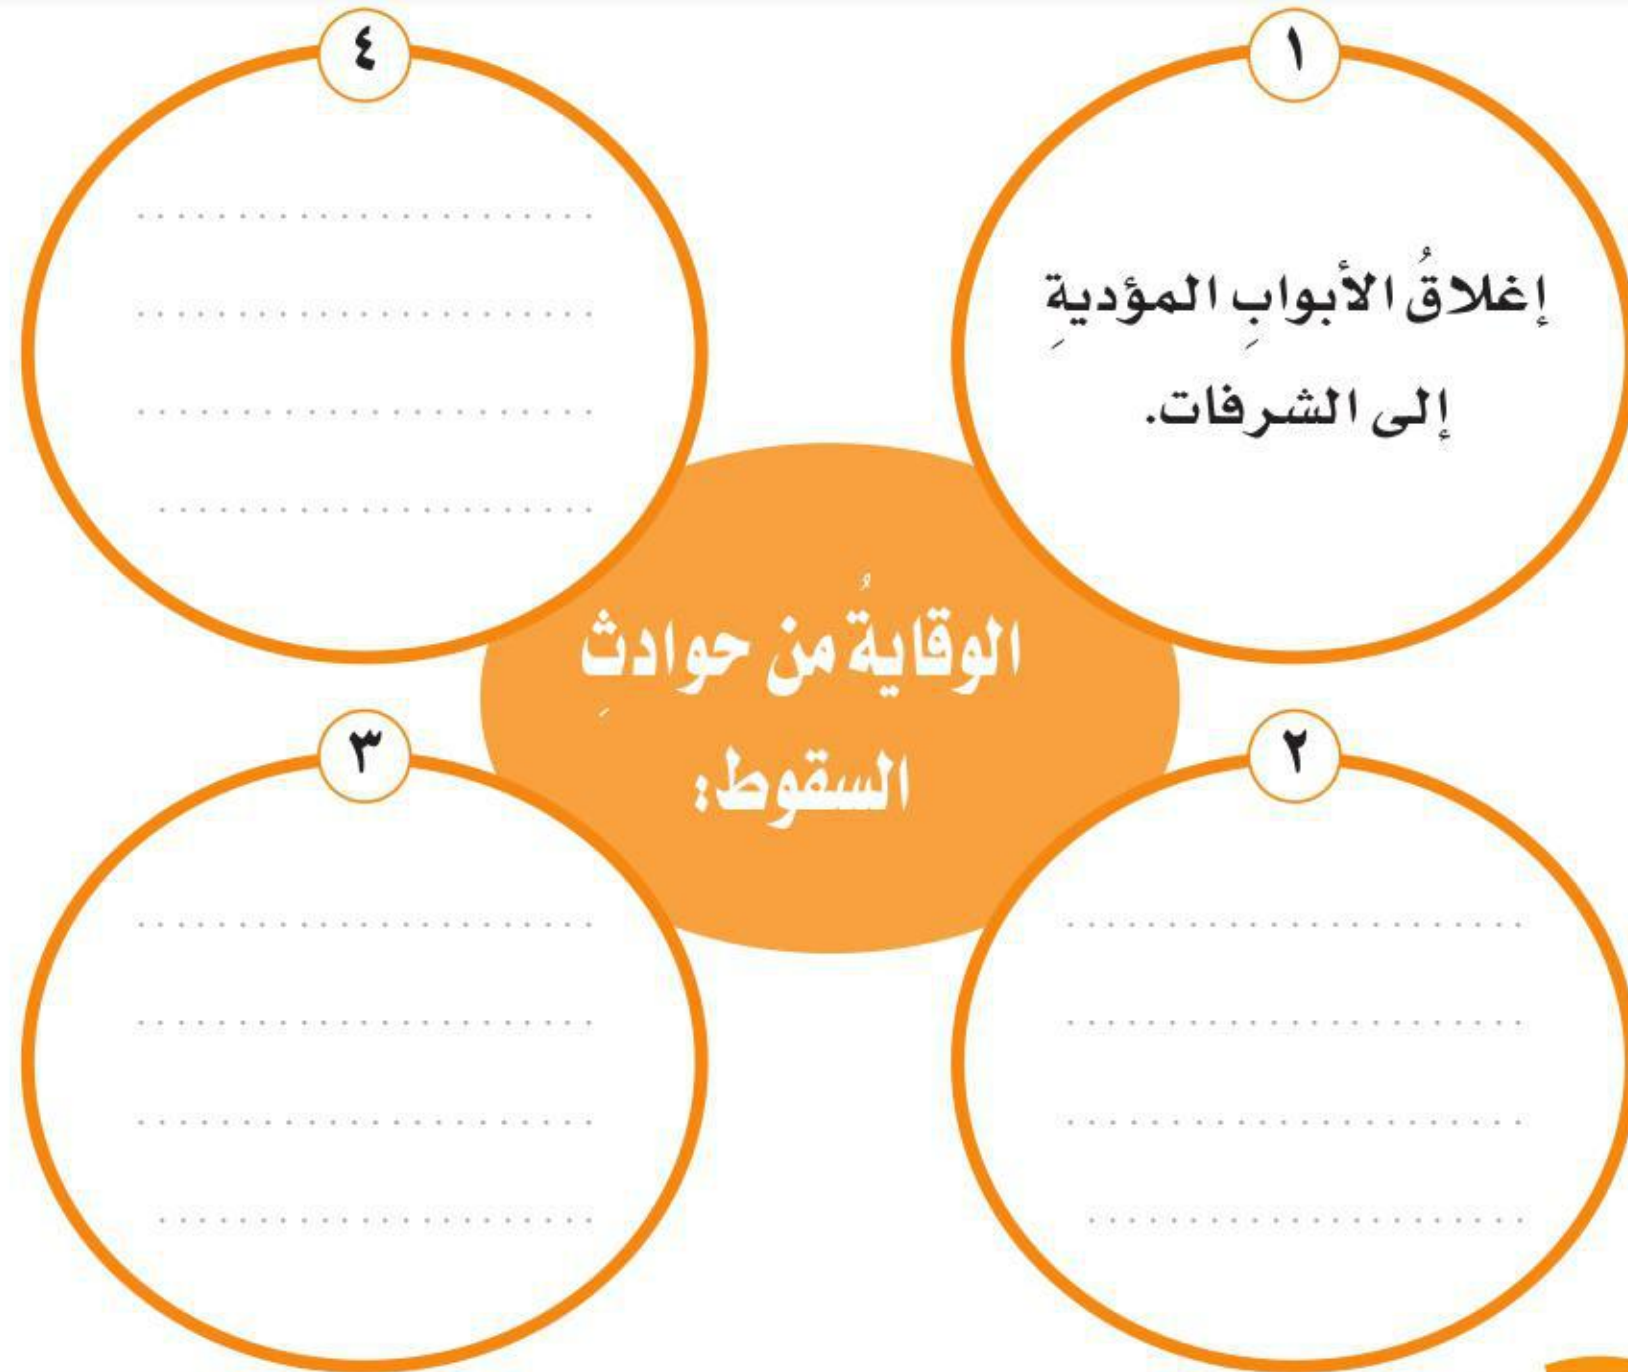 ١
إغلاقُ الأبوابِ المؤديةِ
إلى الشرفات.
٤
الوقايةُ من حوادثِ
السقوط:
٢
٣